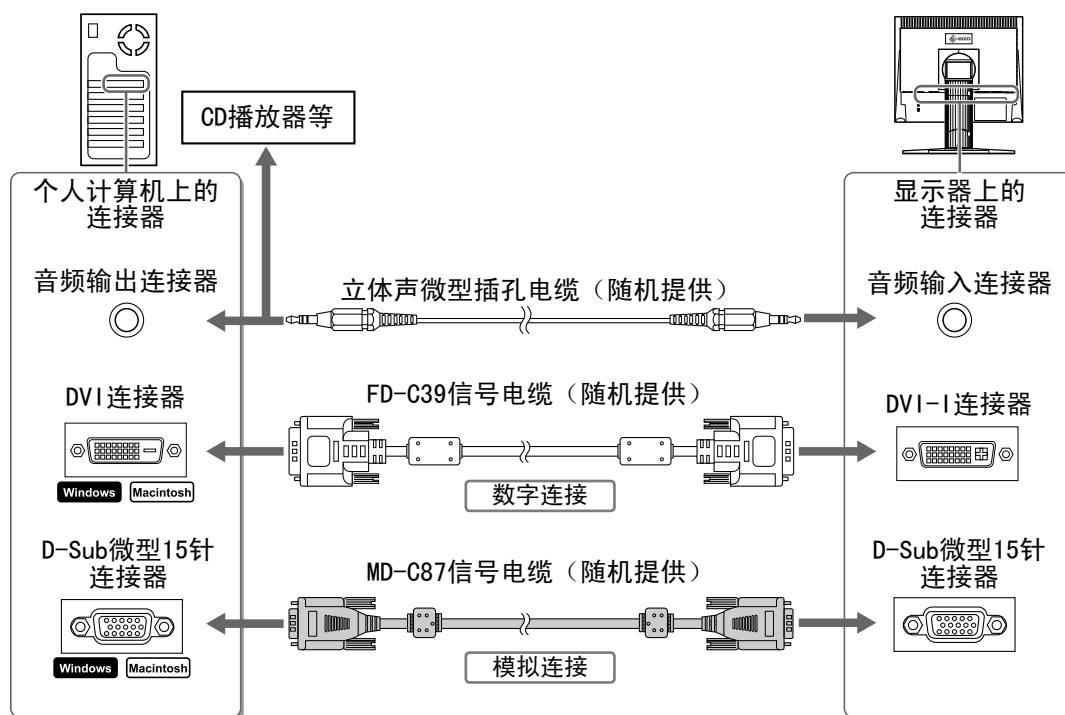 EIZO
CD播放器等
个人计算机上的
连接器
显示器上的
连接器
音频输出连接器
立体声微型插孔电缆（随机提供）
音频输入连接器
DVI连接器
FD-C39信号电缆（随机提供）
DVI-I连接器
Windows Macintosh
数字连接
D-Sub微型15针
连接器
MD-C87信号电缆（随机提供）
D-Sub微型15针
连接器
Windows Macintosh
模拟连接